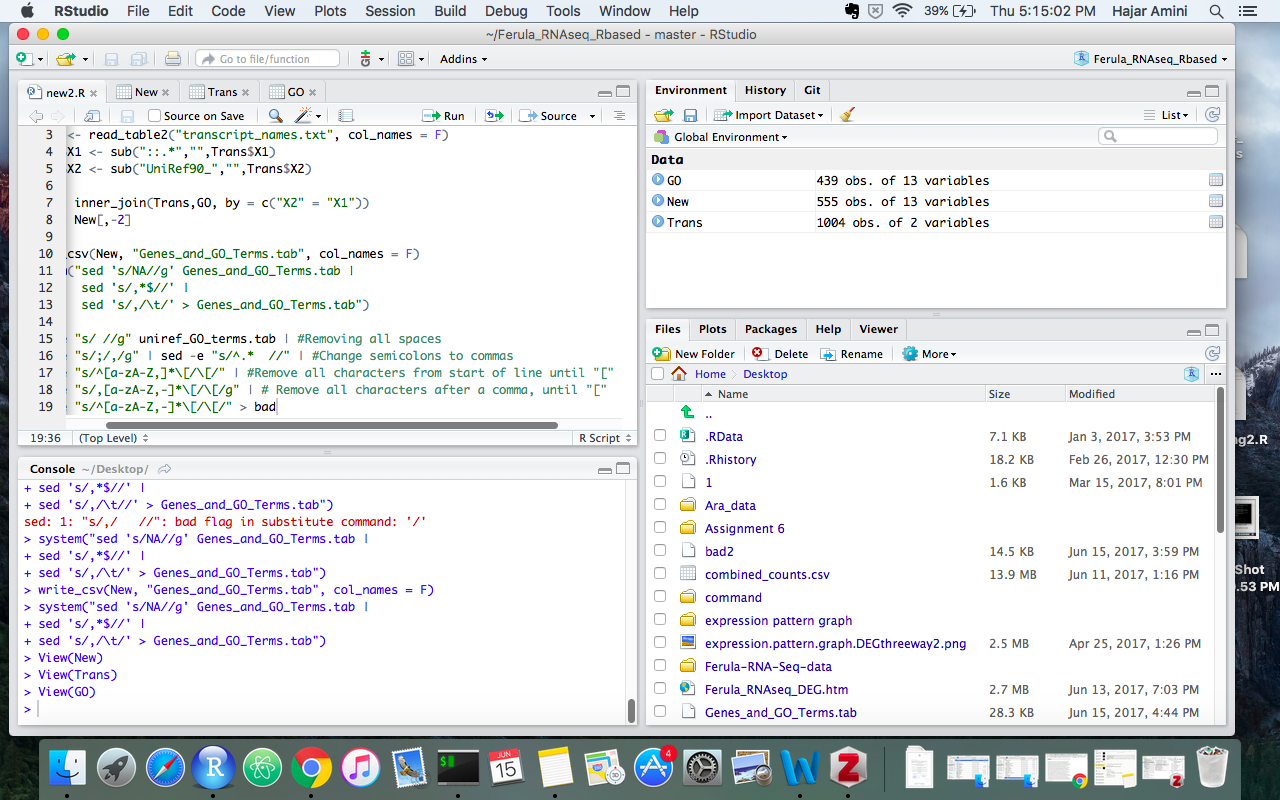 RStudio File Edit Code View Plots Session Build Debug Tools Window Help 39% Thu 5:15:02 PM Hajar Amini
~/Ferula_RNAseq_Rbased - master - RStudio
Go to file/function Addins Ferula_RNAseq_Rbased
new2.R New Trans GO
Source on Save Run Source
3 <- read_table2("transcript_names.txt", col_names = F)
4 X1 <- sub("::.*","",Trans$X1)
5 X2 <- sub("UniRef90_","",Trans$X2)
6
7 inner_join(Trans,GO, by = c("X2" = "X1"))
8 New[,-2]
9
10 csv(New, "Genes_and_GO_Terms.tab", col_names = F)
11 ("sed 's/NA//g' Genes_and_GO_Terms.tab |
12 sed 's/,*$//' |
13 sed 's/,/\t/' > Genes_and_GO_Terms.tab")
14
15 "s/ //g" uniref_GO_terms.tab | #Removing all spaces
16 "s/;/,/g" | sed -e "s/^.*  //" | #Change semicolons to commas
17 "s/^[a-zA-Z,]*\[/\[/" | #Remove all characters from start of line until "["
18 "s/,[a-zA-Z,-]*\[/\[/g" | # Remove all characters after a comma, until "["
19 "s/^[a-zA-Z,-]*\[/\[/" > bad
19:36 (Top Level) R Script
Console ~/Desktop/
+ sed 's/,*$//' |
+ sed 's/,/\t//' > Genes_and_GO_Terms.tab")
sed: 1: "s/,/   //": bad flag in substitute command: '/'
> system("sed 's/NA//g' Genes_and_GO_Terms.tab |
+ sed 's/,*$//' |
+ sed 's/,/\t/' > Genes_and_GO_Terms.tab")
> write_csv(New, "Genes_and_GO_Terms.tab", col_names = F)
> system("sed 's/NA//g' Genes_and_GO_Terms.tab |
+ sed 's/,*$//' |
+ sed 's/,/\t/' > Genes_and_GO_Terms.tab")
> View(New)
> View(Trans)
> View(GO)
>
Environment History Git
Import Dataset List
Global Environment
Data
GO 439 obs. of 13 variables
New 555 obs. of 13 variables
Trans 1004 obs. of 2 variables
Files Plots Packages Help Viewer
New Folder Delete Rename More
Home Desktop
Name Size Modified
..
.RData 7.1 KB Jan 3, 2017, 3:53 PM
.Rhistory 18.2 KB Feb 26, 2017, 12:30 PM
1 1.6 KB Mar 15, 2017, 8:01 PM
Ara_data
Assignment 6
bad2 14.5 KB Jun 15, 2017, 3:59 PM
combined_counts.csv 13.9 MB Jun 11, 2017, 1:16 PM
command
expression pattern graph
expression.pattern.graph.DEGthreeway2.png 2.5 MB Apr 25, 2017, 1:26 PM
Ferula-RNA-Seq-data
Ferula_RNAseq_DEG.htm 2.7 MB Jun 13, 2017, 7:03 PM
Genes_and_GO_Terms.tab 28.3 KB Jun 15, 2017, 4:44 PM
ng2.R
Shot
.53 PM
JUN
15
4